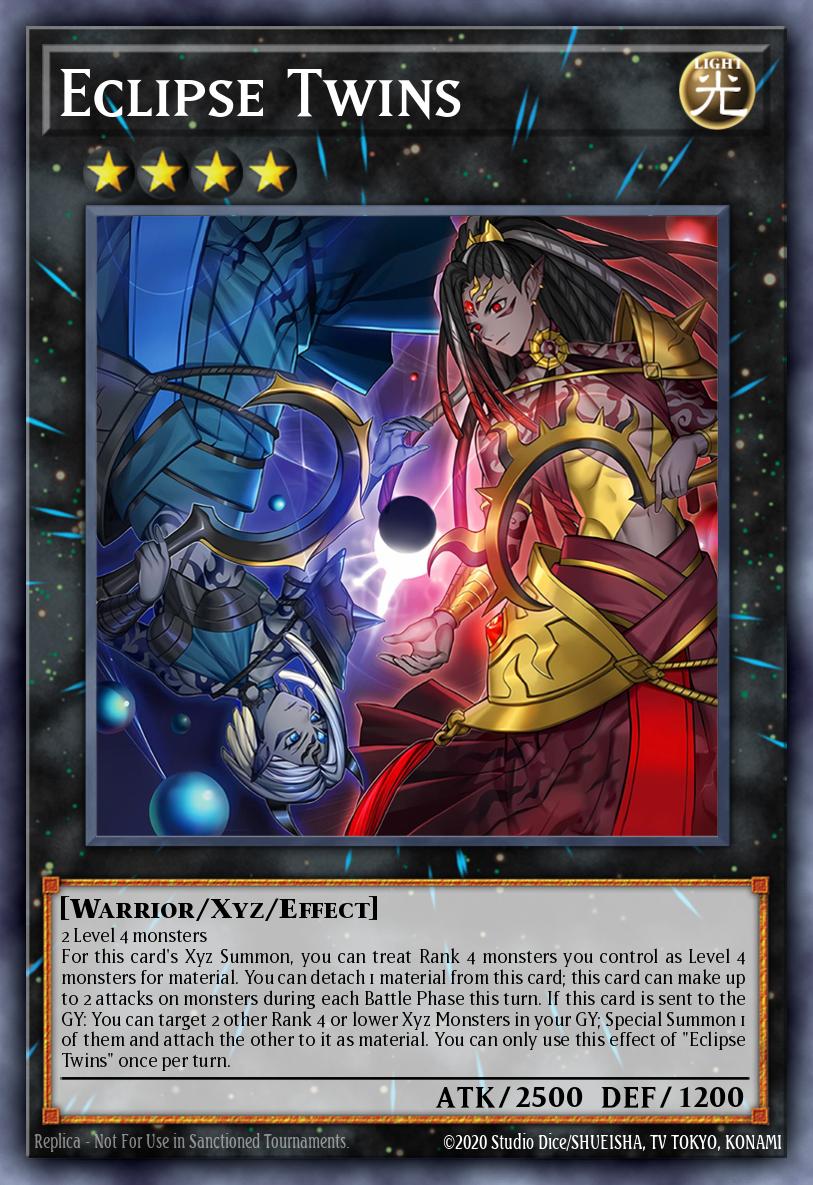 Eclipse Twins
LIGHT
光
[Warrior/Xyz/Effect]
2 Level 4 monsters
For this card's Xyz Summon, you can treat Rank 4 monsters you control as Level 4
monsters for material. You can detach 1 material from this card; this card can make up
to 2 attacks on monsters during each Battle Phase this turn. If this card is sent to the
GY: You can target 2 other Rank 4 or lower Xyz Monsters in your GY; Special Summon 1
of them and attach the other to it as material. You can only use this effect of "Eclipse
Twins" once per turn.
ATK/2500 DEF/1200
Replica - Not For Use in Sanctioned Tournaments.
©2020 Studio Dice/SHUEISHA, TV TOKYO, KONAMI